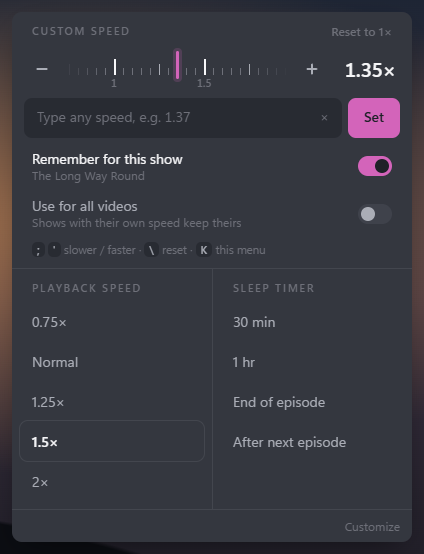 CUSTOM SPEED
Reset to 1×
− + 1.35×
1 1.5
Type any speed, e.g. 1.37 × Set
Remember for this show
The Long Way Round
Use for all videos
Shows with their own speed keep theirs
; ' slower / faster · \ reset · K this menu
PLAYBACK SPEED
0.75×
Normal
1.25×
1.5×
2×
SLEEP TIMER
30 min
1 hr
End of episode
After next episode
Customize